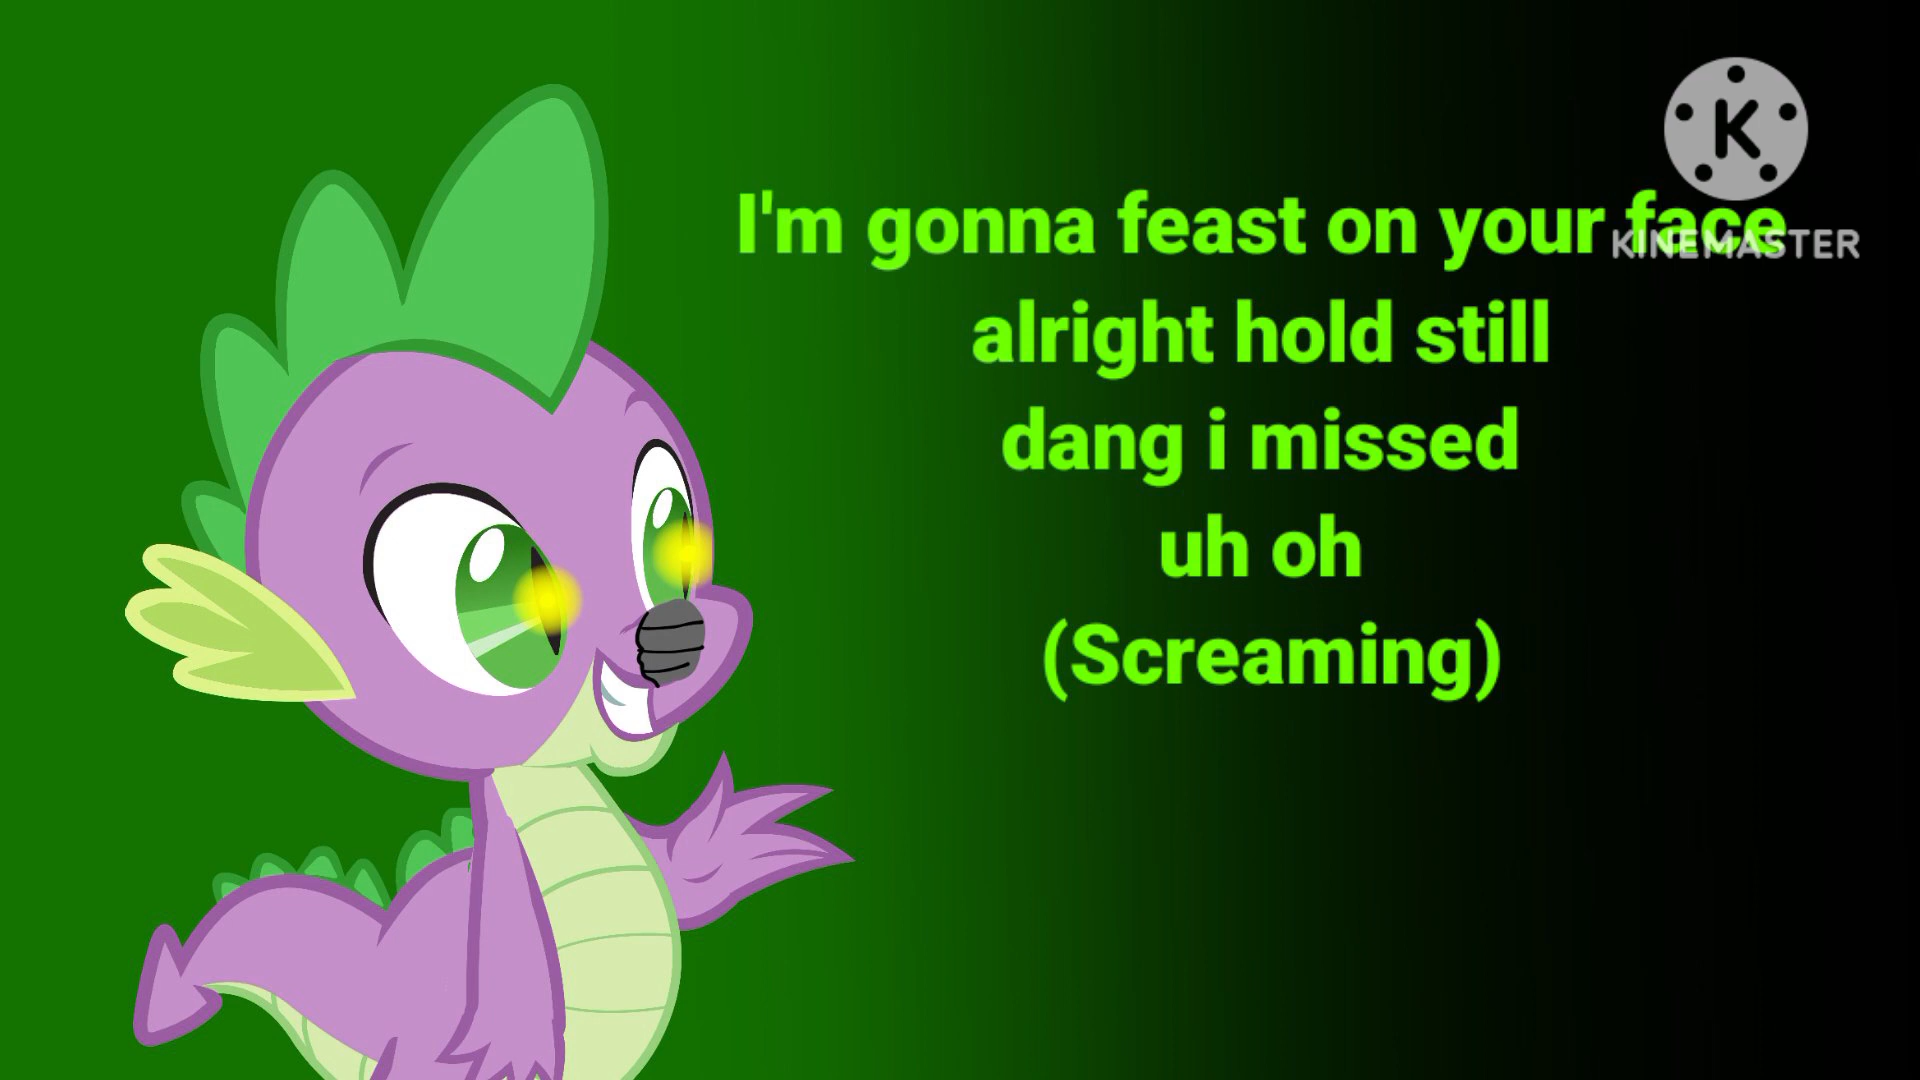 K
KINEMASTER
I'm gonna feast on your face
alright hold still
dang i missed
uh oh
(Screaming)